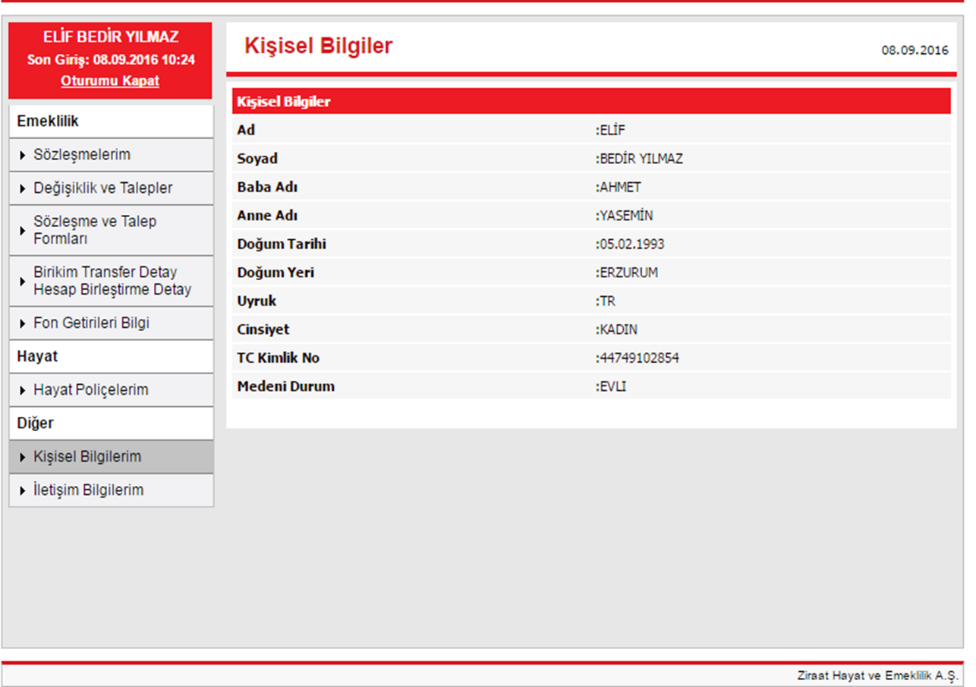 ELİF BEDİR YILMAZ
Son Giriş: 08.09.2016 10:24
Oturumu Kapat
Emeklilik
Sözleşmelerim
Değişiklik ve Talepler
Sözleşme ve Talep
Formları
Birikim Transfer Detay
Hesap Birleştirme Detay
Fon Getirileri Bilgi
Hayat
Hayat Poliçelerim
Diğer
Kişisel Bilgilerim
İletişim Bilgilerim
Kişisel Bilgiler
08.09.2016
Kişisel Bilgiler
Ad :ELİF
Soyad :BEDİR YILMAZ
Baba Adı :AHMET
Anne Adı :YASEMİN
Doğum Tarihi :05.02.1993
Doğum Yeri :ERZURUM
Uyruk :TR
Cinsiyet :KADIN
TC Kimlik No :44749102854
Medeni Durum :EVLI
Ziraat Hayat ve Emeklilik A.Ş.